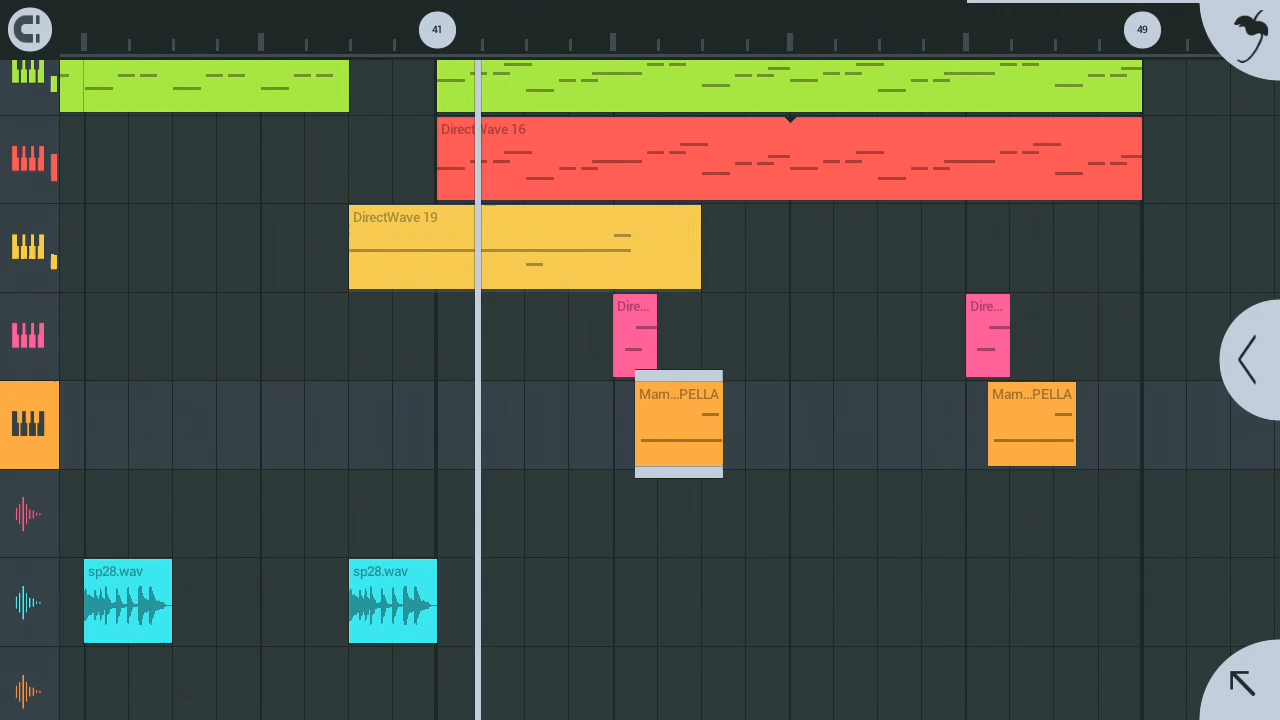 41
49
DirectWave 16
DirectWave 19
Dire...
Dire...
Mam...PELLA
Mam...PELLA
sp28.wav
sp28.wav